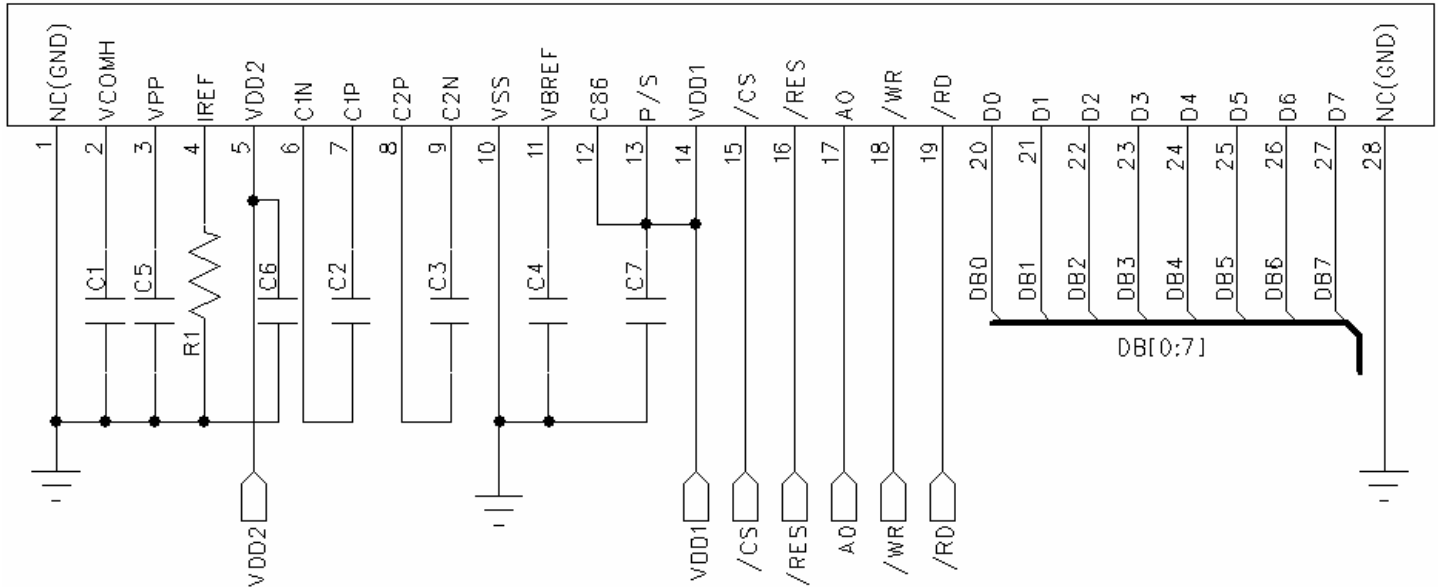 NC(GND)
VCOMH
VPP
IREF
VDD2
C1N
C1P
C2P
C2N
VSS
VBREF
C86
P/S
VDD1
/CS
/RES
A0
/WR
/RD
D0
D1
D2
D3
D4
D5
D6
D7
NC(GND)
1
2
3
4
5
6
7
8
9
10
11
12
13
14
15
16
17
18
19
20
21
22
23
24
25
26
27
28
C1
C5
R1
C6
C2
C3
C4
C7
DB0
DB1
DB2
DB3
DB4
DB5
DB6
DB7
DB[0:7]
VDD2
VDD1
/CS
/RES
A0
/WR
/RD